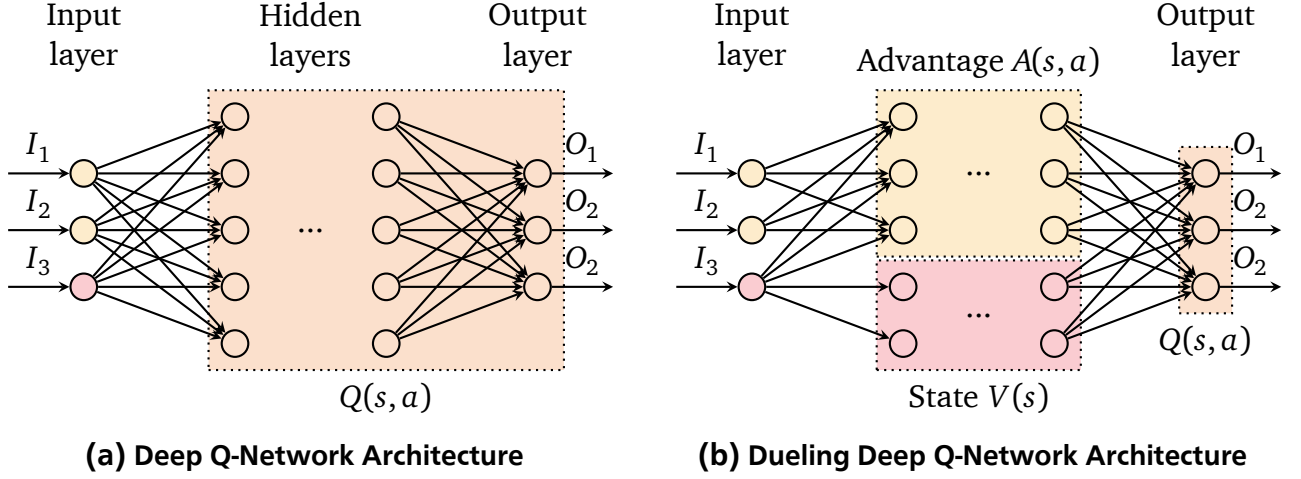 Input
layer
Hidden
layers
Output
layer
I₁
I₂
I₃
...
O₁
O₂
O₂
Q(s, a)
(a) Deep Q-Network Architecture
Input
layer
Advantage A(s, a)
Output
layer
I₁
I₂
I₃
...
...
O₁
O₂
O₂
Q(s, a)
State V(s)
(b) Dueling Deep Q-Network Architecture